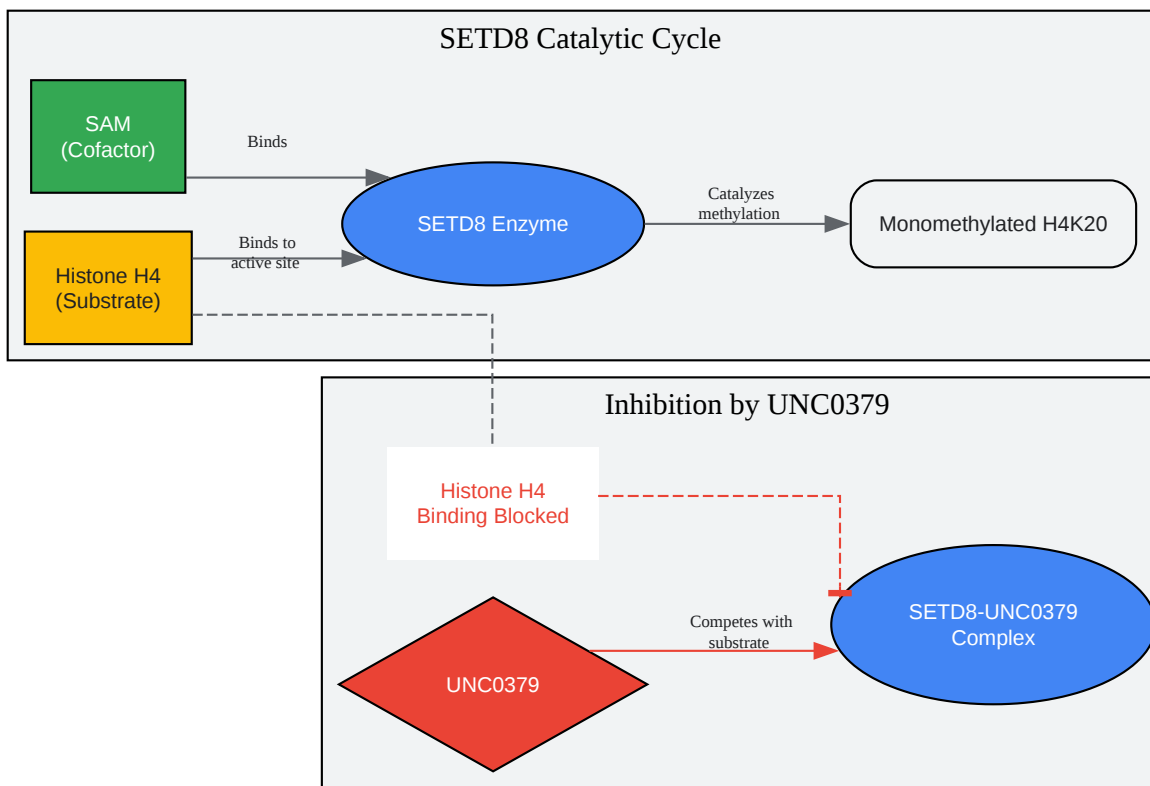 SETD8 Catalytic Cycle
SAM
(Cofactor)
Binds
SETD8 Enzyme
Catalyzes
methylation
Monomethylated H4K20
Histone H4
(Substrate)
Binds to
active site
Inhibition by UNC0379
Histone H4
Binding Blocked
UNC0379
Competes with
substrate
SETD8-UNC0379
Complex